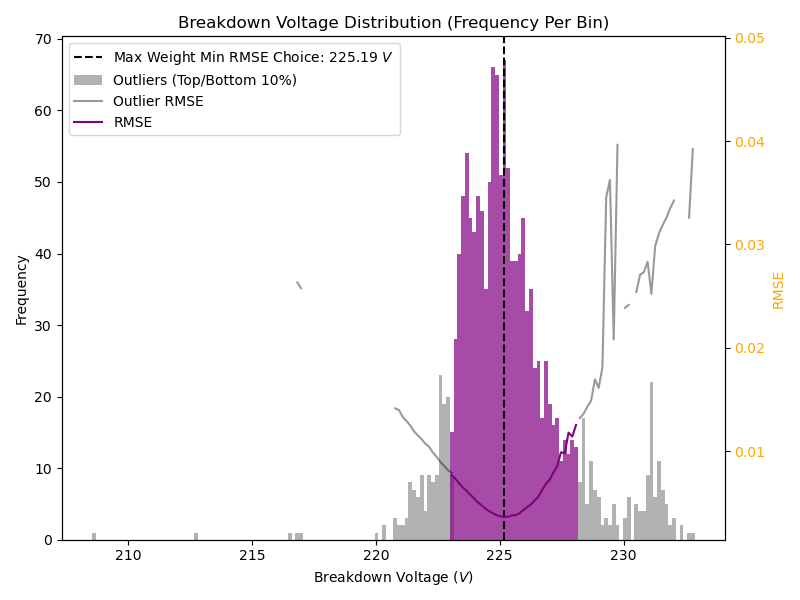 Breakdown Voltage Distribution (Frequency Per Bin)
Max Weight Min RMSE Choice: 225.19 V
Outliers (Top/Bottom 10%)
Outlier RMSE
RMSE
70
60
50
40
30
20
10
0
Frequency
0.05
0.04
0.03
0.02
0.01
RMSE
210
215
220
225
230
Breakdown Voltage (V)